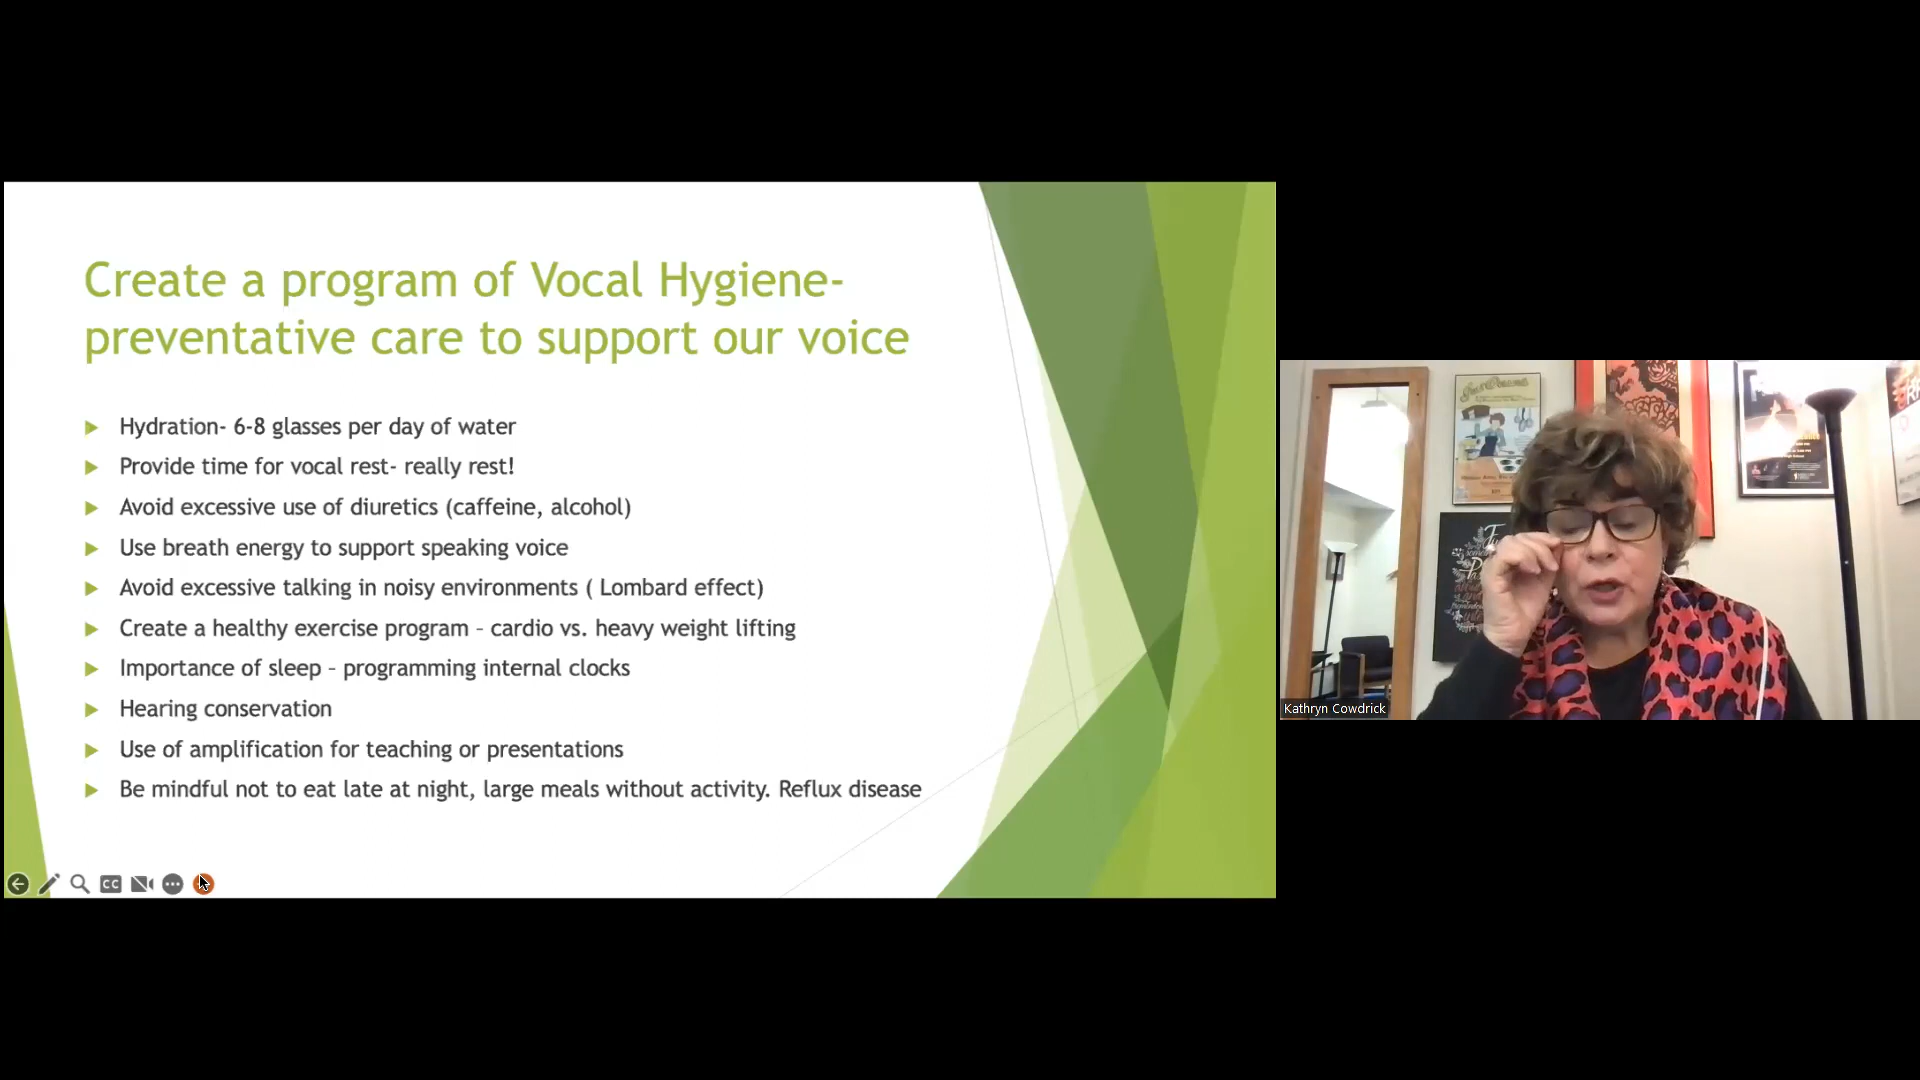 Create a program of Vocal Hygiene-
preventative care to support our voice
Hydration- 6-8 glasses per day of water
Provide time for vocal rest- really rest!
Avoid excessive use of diuretics (caffeine, alcohol)
Use breath energy to support speaking voice
Avoid excessive talking in noisy environments ( Lombard effect)
Create a healthy exercise program – cardio vs. heavy weight lifting
Importance of sleep – programming internal clocks
Hearing conservation
Use of amplification for teaching or presentations
Be mindful not to eat late at night, large meals without activity. Reflux disease
CC
Kathryn Cowdrick